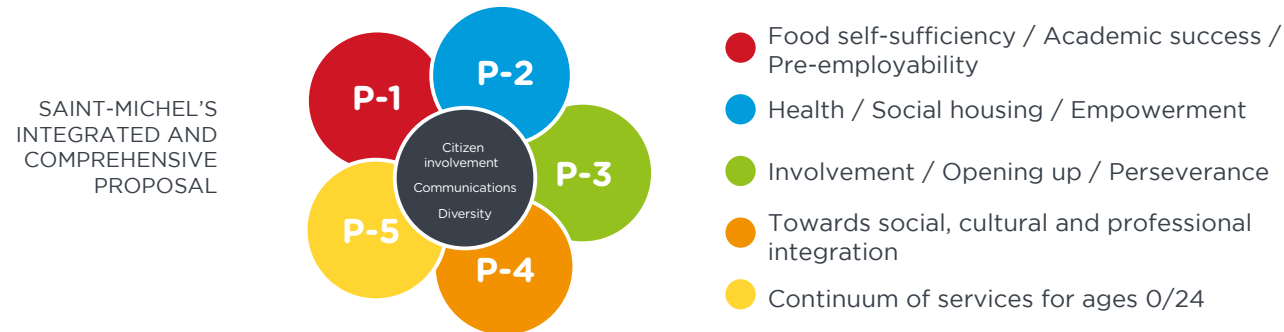 SAINT-MICHEL'S
INTEGRATED AND
COMPREHENSIVE
PROPOSAL
P-1
P-2
P-3
P-4
P-5
Citizen
involvement
Communications
Diversity
Food self-sufficiency / Academic success /
Pre-employability
Health / Social housing / Empowerment
Involvement / Opening up / Perseverance
Towards social, cultural and professional
integration
Continuum of services for ages 0/24